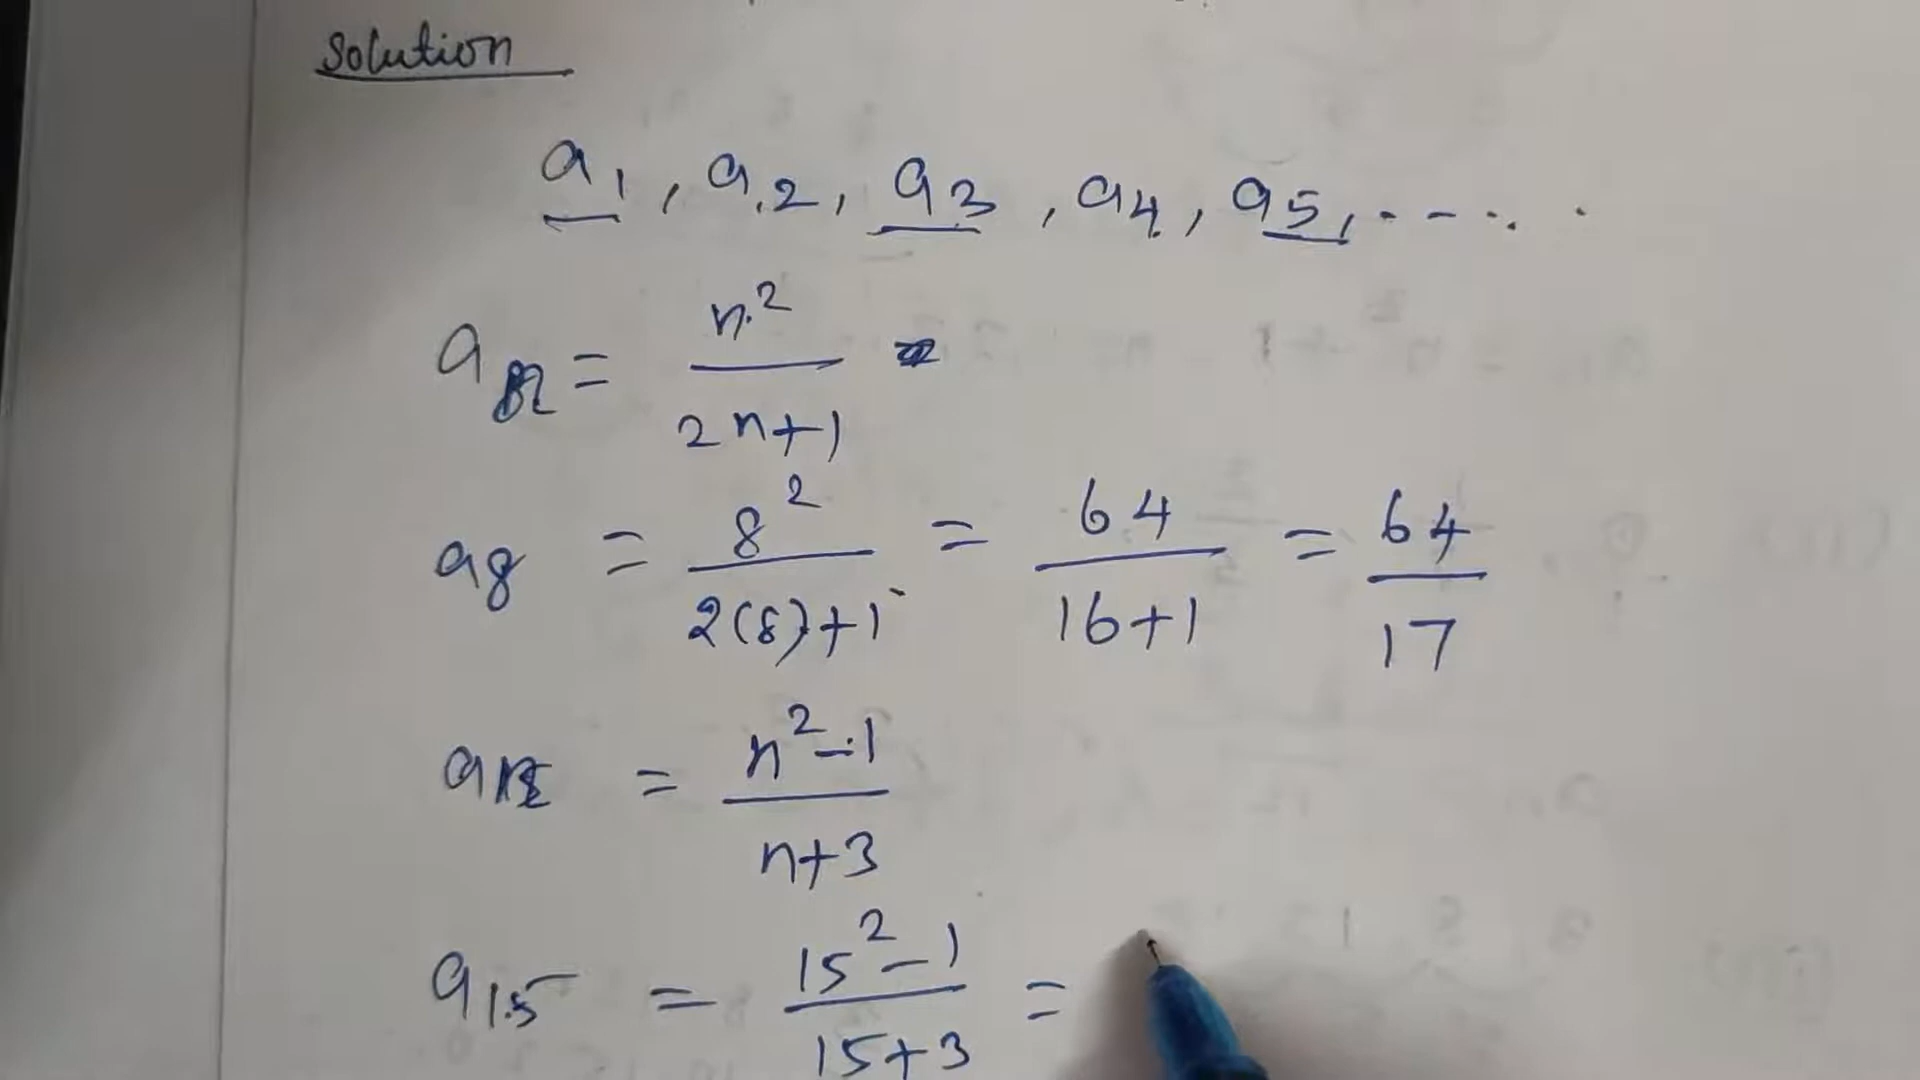 Solution
a₁, a₂, a₃, a₄, a₅, . - - . . .
aₙ = n²/(2n+1)
a₈ = 8²/(2(8)+1) = 64/(16+1) = 64/17
aₙ = (n²-1)/(n+3)
a₁₅ = (15²-1)/(15+3) =